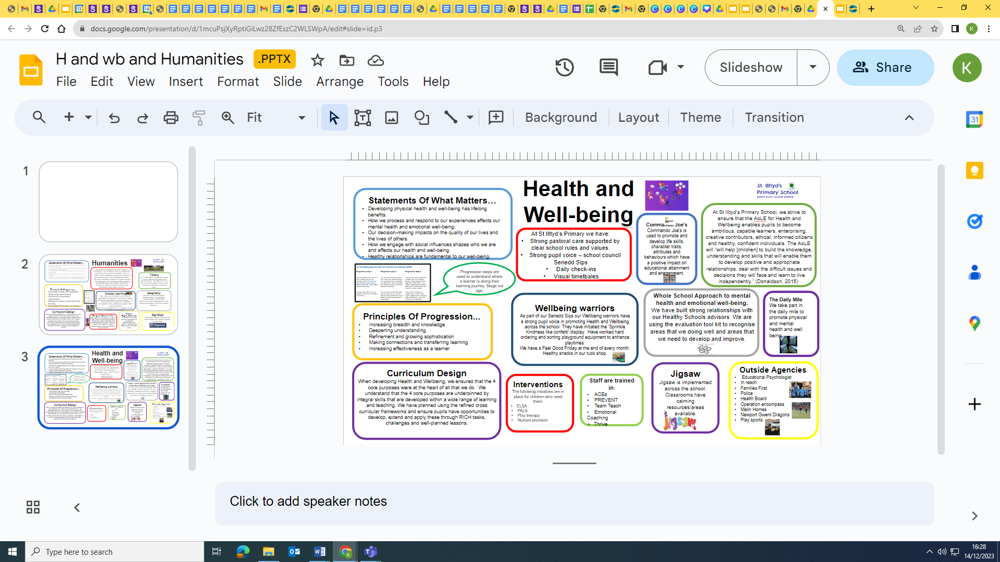 docs.google.com/presentation/d/1mcuPsjXyRptiGiLwz28ZfEszC2WLSWpA/edit#slide=id.p3
H and wb and Humanities
.PPTX
File Edit View Insert Format Slide Arrange Tools Help
Slideshow
Share
K
Fit
Background
Layout
Theme
Transition
1
2
3
Humanities
Health and
Well-being
St. Illtyd's
Primary School
Believe Enrich Succeed Together
Statements Of What Matters…
• Developing physical health and well-being has lifelong
benefits.
• How we process and respond to our experiences affects our
mental health and emotional well-being.
• Our decision-making impacts on the quality of our lives and
the lives of others.
• How we engage with social influences shapes who we are
and affects our health and well-being.
• Healthy relationships are fundamental to our well-being.
At St Illtyd's Primary we have:
• Strong pastoral care supported by
clear school rules and values.
• Strong pupil voice – school council
Senedd Sips
• Daily check-ins
• Visual timetbales
Commando Joe's
Commando Joe's is
used to promote and
develop life skills,
character traits,
attributes and
behaviours which have
a positive impact on
educational attainment
and engagement.
At St Illtyd's Primary School, we strive to
ensure that the AoLE for Health and
Wellbeing enables pupils to become
ambitious, capable learners, enterprising,
creative contributors, ethical, informed citizens
and healthy, confident individuals. The AoLE
will "will help [children] to build the knowledge,
understanding and skills that will enable them
to develop positive and appropriate
relationships, deal with the difficult issues and
decisions they will face and learn to live
independently." (Donaldson, 2015)
Developing physical health and well-being has lifelong benefits
Progression step 1 Progression step 2 Progression step 3
Progression steps are
used to understand where
a learner is along their
learning journey. Stage not
age.
Principles Of Progression…
• Increasing breadth and knowledge
• Deepening understanding
• Refinement and growing sophistication
• Making connections and transferring learning
• Increasing effectiveness as a learner
Wellbeing warriors
As part of our Senedd Sips our Wellbeing warriors have
a strong pupil voice in promoting Health and Wellbeing
across the school. They have initiated the 'Sprinkle
Kindness like confetti' display. Have worked hard
ordering and sorting playground equipment to enhance
playtimes.
We have a Feel Good Friday at the end of every month.
Healthy snacks in our tuck shop.
Whole School Approach to mental
health and emotional well-being.
We have built strong relationships with
our Healthy Schools advisors. We are
using the evaluation tool kit to recognise
areas that we doing well and areas that
we need to develop and improve.
The Daily Mile
We take part in
the daily mile to
promote physical
and mental
health and well
being.
Curriculum Design
When developing Health and Wellbeing, we ensured that the 4
core purposes were at the heart of all that we do. We
understand that the 4 core purposes are underpinned by
integral skills that are developed within a wide range of learning
and teaching. We have planned using the refined cross
curricular frameworks and ensure pupils have opportunities to
develop, extend and apply these through RICH tasks,
challenges and well-planned lessons.
Interventions
The following initiatives are in
place for children who need
them:
• ELSA
• PALS
• Play therapy
• Nurture provision
Staff are trained
in:
• ACEs
• PREVENT
• Team Teach
• Emotional
Coaching
• Thrive
Jigsaw
Jigsaw is implemented
across the school.
Classrooms have
calming
resources/areas
available.
jigsaw
Outside Agencies
• Educational Psychologist
• In reach
• Families First
• Police
• Health Board
• Operation encompass
• Melin Homes
• Newport Gwent Dragons
• Play sports
Click to add speaker notes
Type here to search
16:28
14/12/2023